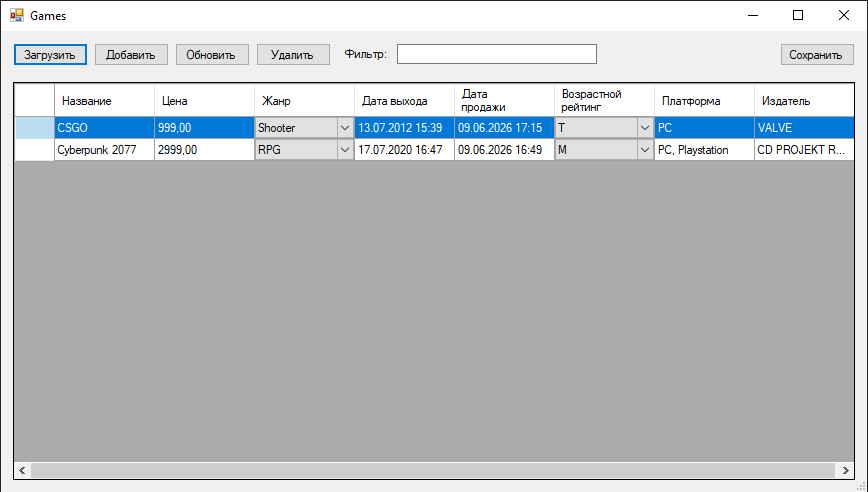 Games
Загрузить Добавить Обновить Удалить Фильтр: Сохранить
Название Цена Жанр Дата выхода Дата продажи Возрастной рейтинг Платформа Издатель
CSGO 999,00 Shooter 13.07.2012 15:39 09.06.2026 17:15 T PC VALVE
Cyberpunk 2077 2999,00 RPG 17.07.2020 16:47 09.06.2026 16:49 M PC, Playstation CD PROJEKT R...